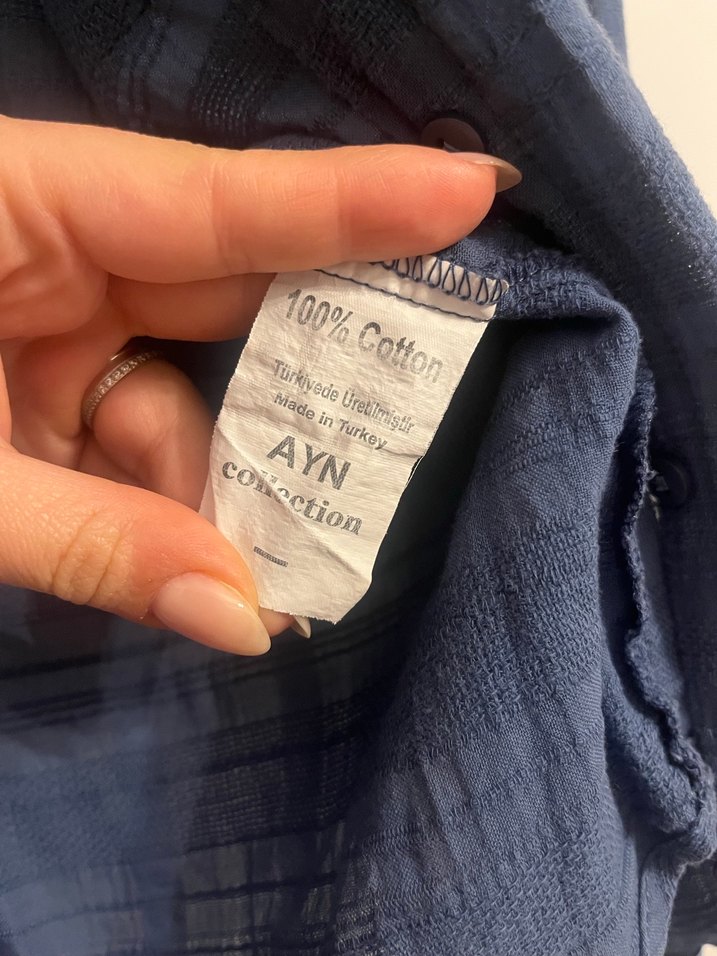 100% Cotton
Türkiyede Üretilmiştir
Made in Turkey
AYN
collection